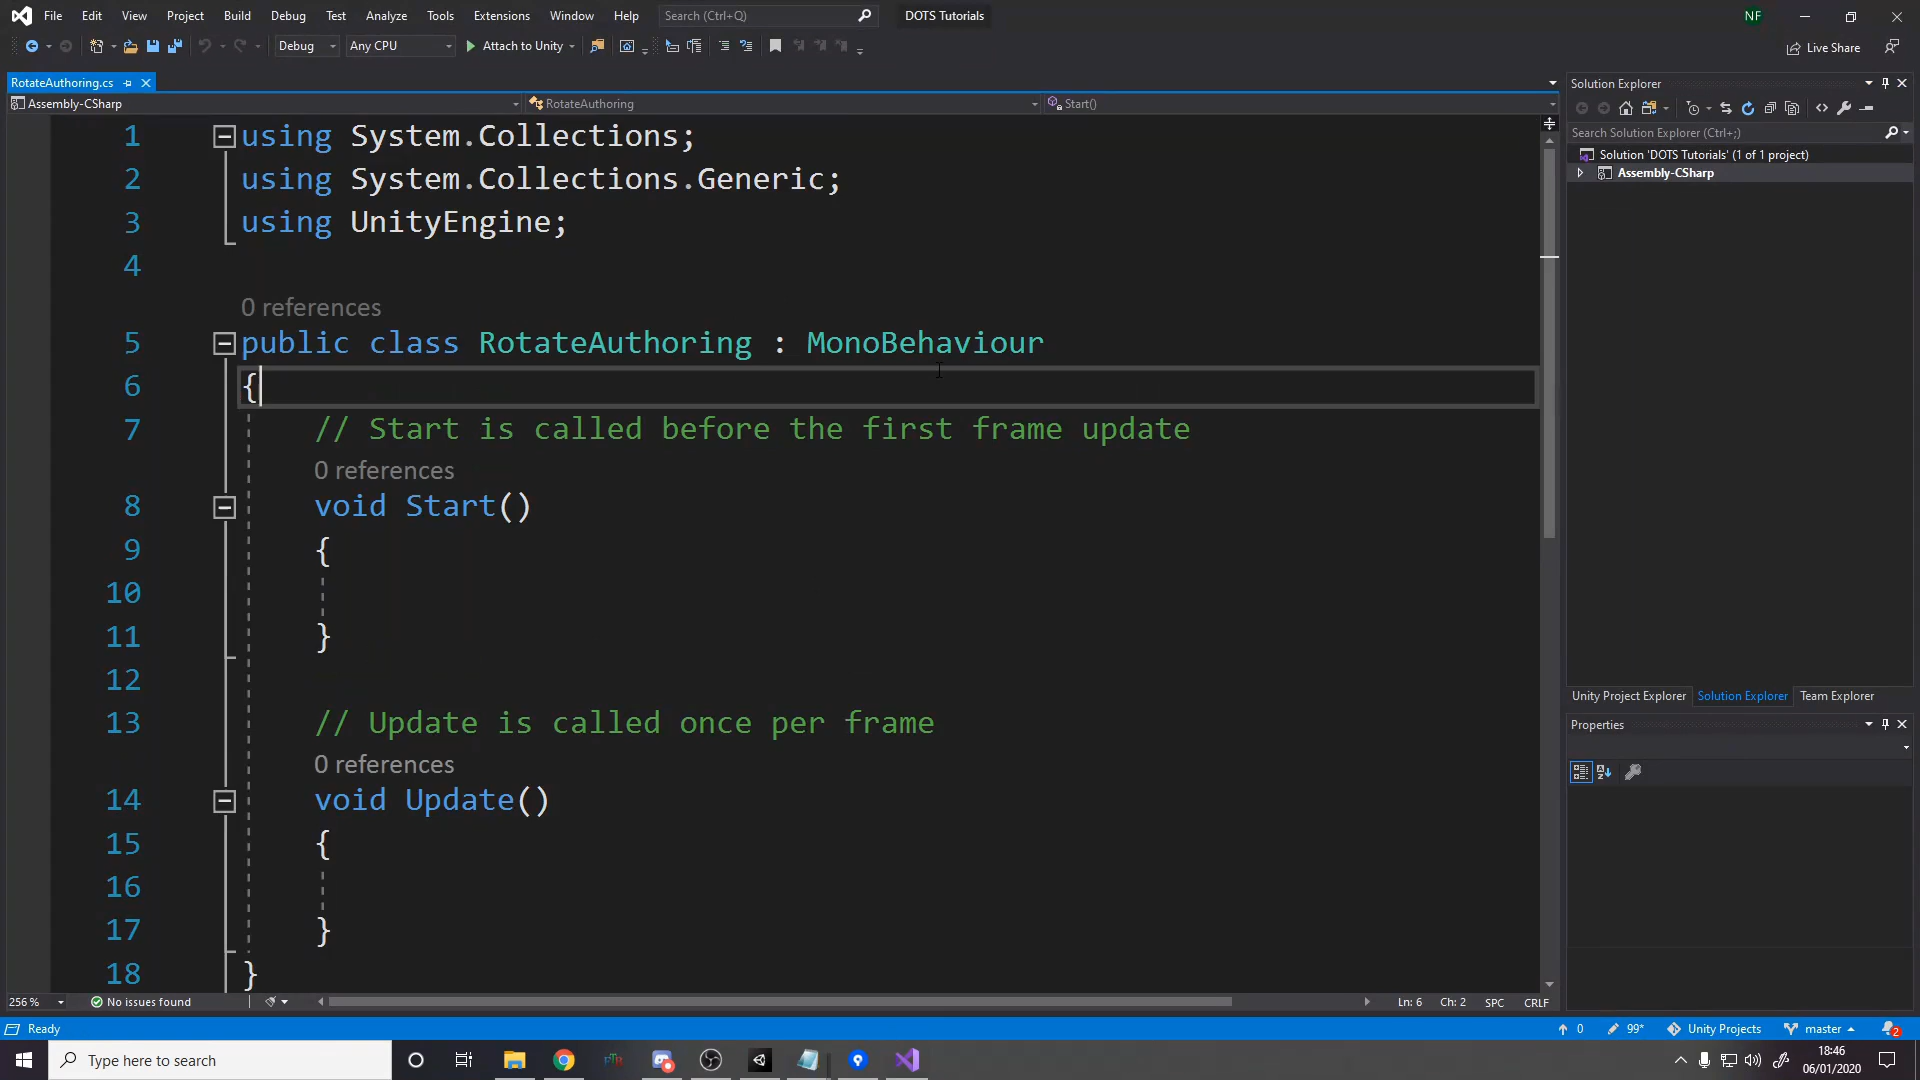 File Edit View Project Build Debug Test Analyze Tools Extensions Window Help Search (Ctrl+Q) DOTS Tutorials NF
Debug Any CPU Attach to Unity Live Share
RotateAuthoring.cs
Assembly-CSharp RotateAuthoring Start()
1 using System.Collections;
2 using System.Collections.Generic;
3 using UnityEngine;
4
0 references
5 public class RotateAuthoring : MonoBehaviour
6 {
7 // Start is called before the first frame update
0 references
8 void Start()
9 {
10
11 }
12
13 // Update is called once per frame
0 references
14 void Update()
15 {
16
17 }
18 }
256 % No issues found Ln: 6 Ch: 2 SPC CRLF
Solution Explorer
Search Solution Explorer (Ctrl+;)
Solution 'DOTS Tutorials' (1 of 1 project)
Assembly-CSharp
Unity Project Explorer Solution Explorer Team Explorer
Properties
Ready 0 99* Unity Projects master 2
Type here to search
18:46
06/01/2020